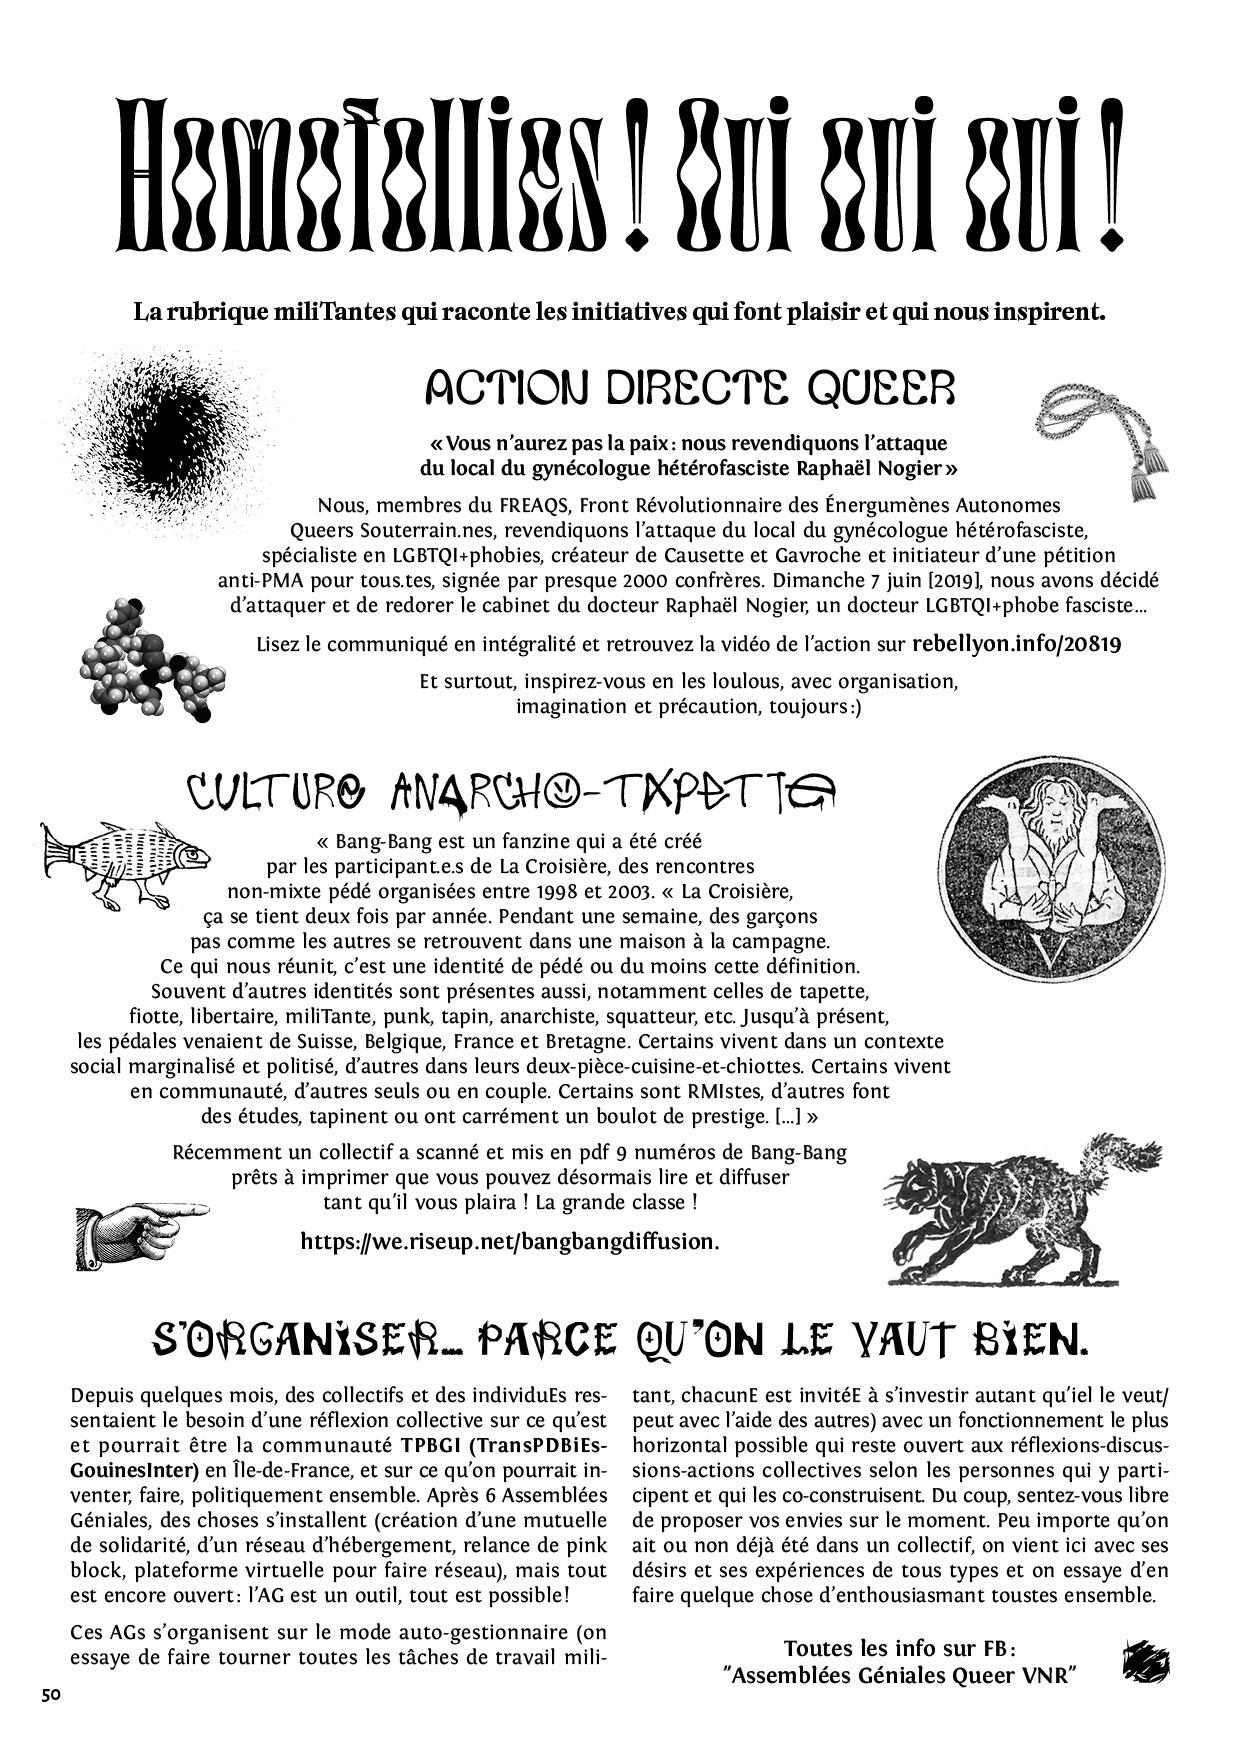 Homofollies ! Oui oui oui !
La rubrique miliTantes qui raconte les initiatives qui font plaisir et qui nous inspirent.
ACTION DIRECTE QUEER
« Vous n’aurez pas la paix : nous revendiquons l’attaque
du local du gynécologue hétérofasciste Raphaël Nogier »
Nous, membres du FREAQS, Front Révolutionnaire des Énergumènes Autonomes
Queers Souterrain.nes, revendiquons l’attaque du local du gynécologue hétérofasciste,
spécialiste en LGBTQI+phobies, créateur de Causette et Gavroche et initiateur d’une pétition
anti-PMA pour tous.tes, signée par presque 2000 confrères. Dimanche 7 juin [2019], nous avons décidé
d’attaquer et de redorer le cabinet du docteur Raphaël Nogier, un docteur LGBTQI+phobe fasciste...
Lisez le communiqué en intégralité et retrouvez la vidéo de l’action sur rebellyon.info/20819
Et surtout, inspirez-vous en les loulous, avec organisation,
imagination et précaution, toujours :)
CULTURE ANARCHO-TXPETTE
« Bang-Bang est un fanzine qui a été créé
par les participant.e.s de La Croisière, des rencontres
non-mixte pédé organisées entre 1998 et 2003. « La Croisière,
ça se tient deux fois par année. Pendant une semaine, des garçons
pas comme les autres se retrouvent dans une maison à la campagne.
Ce qui nous réunit, c’est une identité de pédé ou du moins cette définition.
Souvent d’autres identités sont présentes aussi, notamment celles de tapette,
fiotte, libertaire, miliTante, punk, tapin, anarchiste, squatteur, etc. Jusqu’à présent,
les pédales venaient de Suisse, Belgique, France et Bretagne. Certains vivent dans un contexte
social marginalisé et politisé, d’autres dans leurs deux-pièce-cuisine-et-chiottes. Certains vivent
en communauté, d’autres seuls ou en couple. Certains sont RMIstes, d’autres font
des études, tapinent ou ont carrément un boulot de prestige. [...] »
Récemment un collectif a scanné et mis en pdf 9 numéros de Bang-Bang
prêts à imprimer que vous pouvez désormais lire et diffuser
tant qu’il vous plaira ! La grande classe !
https://we.riseup.net/bangbangdiffusion.
S’ORGANISER... PARCE QU’ON LE VAUT BIEN.
Depuis quelques mois, des collectifs et des individuEs res-
sentaient le besoin d’une réflexion collective sur ce qu’est
et pourrait être la communauté TPBGI (TransPDBiEs-
GouinesInter) en Île-de-France, et sur ce qu’on pourrait in-
venter, faire, politiquement ensemble. Après 6 Assemblées
Géniales, des choses s’installent (création d’une mutuelle
de solidarité, d’un réseau d’hébergement, relance de pink
block, plateforme virtuelle pour faire réseau), mais tout
est encore ouvert : l’AG est un outil, tout est possible !
Ces AGs s’organisent sur le mode auto-gestionnaire (on
essaye de faire tourner toutes les tâches de travail mili-
tant, chacunE est invitéE à s’investir autant qu’iel le veut/
peut avec l’aide des autres) avec un fonctionnement le plus
horizontal possible qui reste ouvert aux réflexions-discus-
sions-actions collectives selon les personnes qui y parti-
cipent et qui les co-construisent. Du coup, sentez-vous libre
de proposer vos envies sur le moment. Peu importe qu’on
ait ou non déjà été dans un collectif, on vient ici avec ses
désirs et ses expériences de tous types et on essaye d’en
faire quelque chose d’enthousiasmant toustes ensemble.
Toutes les info sur FB :
"Assemblées Géniales Queer VNR"
50